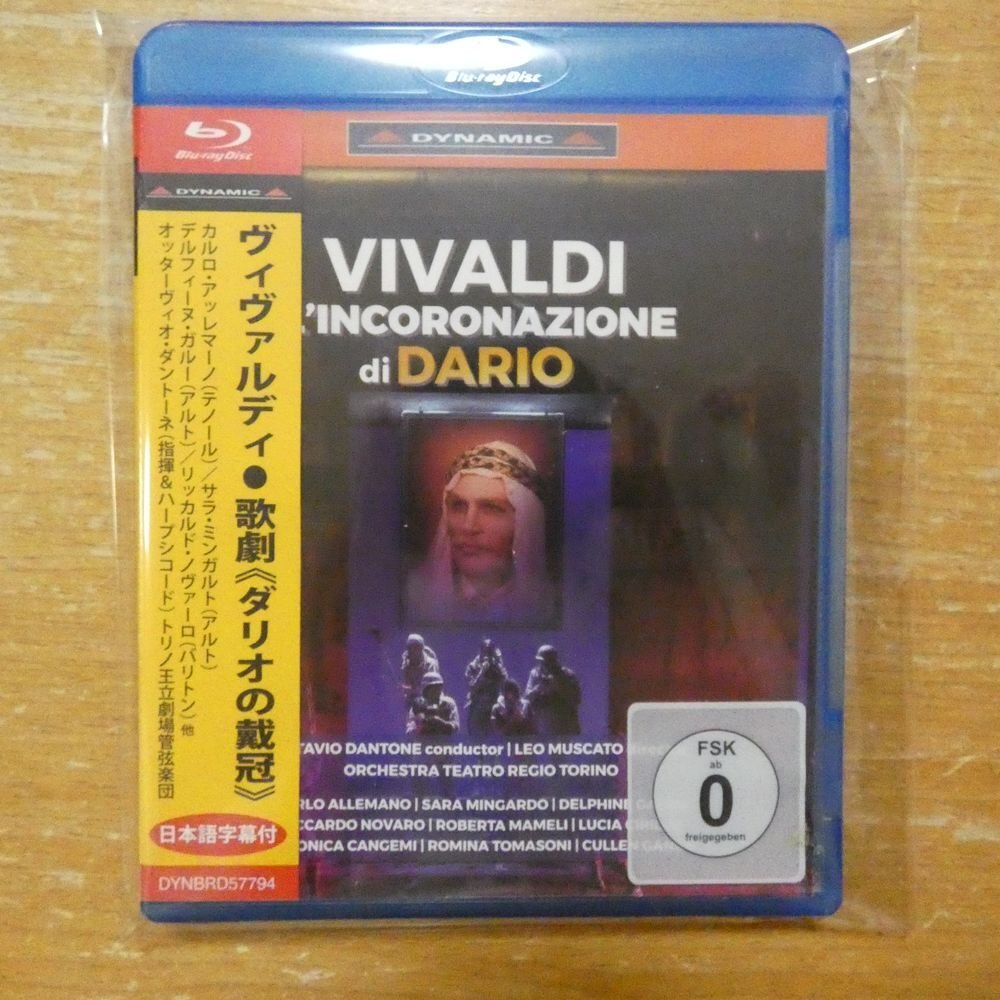 Blu-ray Disc
Blu-ray Disc
DYNAMIC
ヴィヴァルディ●歌劇《ダリオの戴冠》
カルロ・アッレマーノ(テノール)/サラ・ミンガルト(アルト)
デルフィーヌ・ガルー(アルト)/リッカルド・ノヴァーロ(バリトン)他
オッターヴィオ・ダントーネ(指揮&ハープシコード)トリノ王立劇場管弦楽団
日本語字幕付
DYNBRD57794
DYNAMIC
VIVALDI
L'INCORONAZIONE
di DARIO
TAVIO DANTONE conductor | LEO MUSCATO
ORCHESTRA TEATRO REGIO TORINO
RLO ALLEMANO | SARA MINGARDO | DELPHINE
CCARDO NOVARO | ROBERTA MAMELI | LUCIA
ONICA CANGEMI | ROMINA TOMASONI | CULLEN
FSK
ab
0
freigegeben